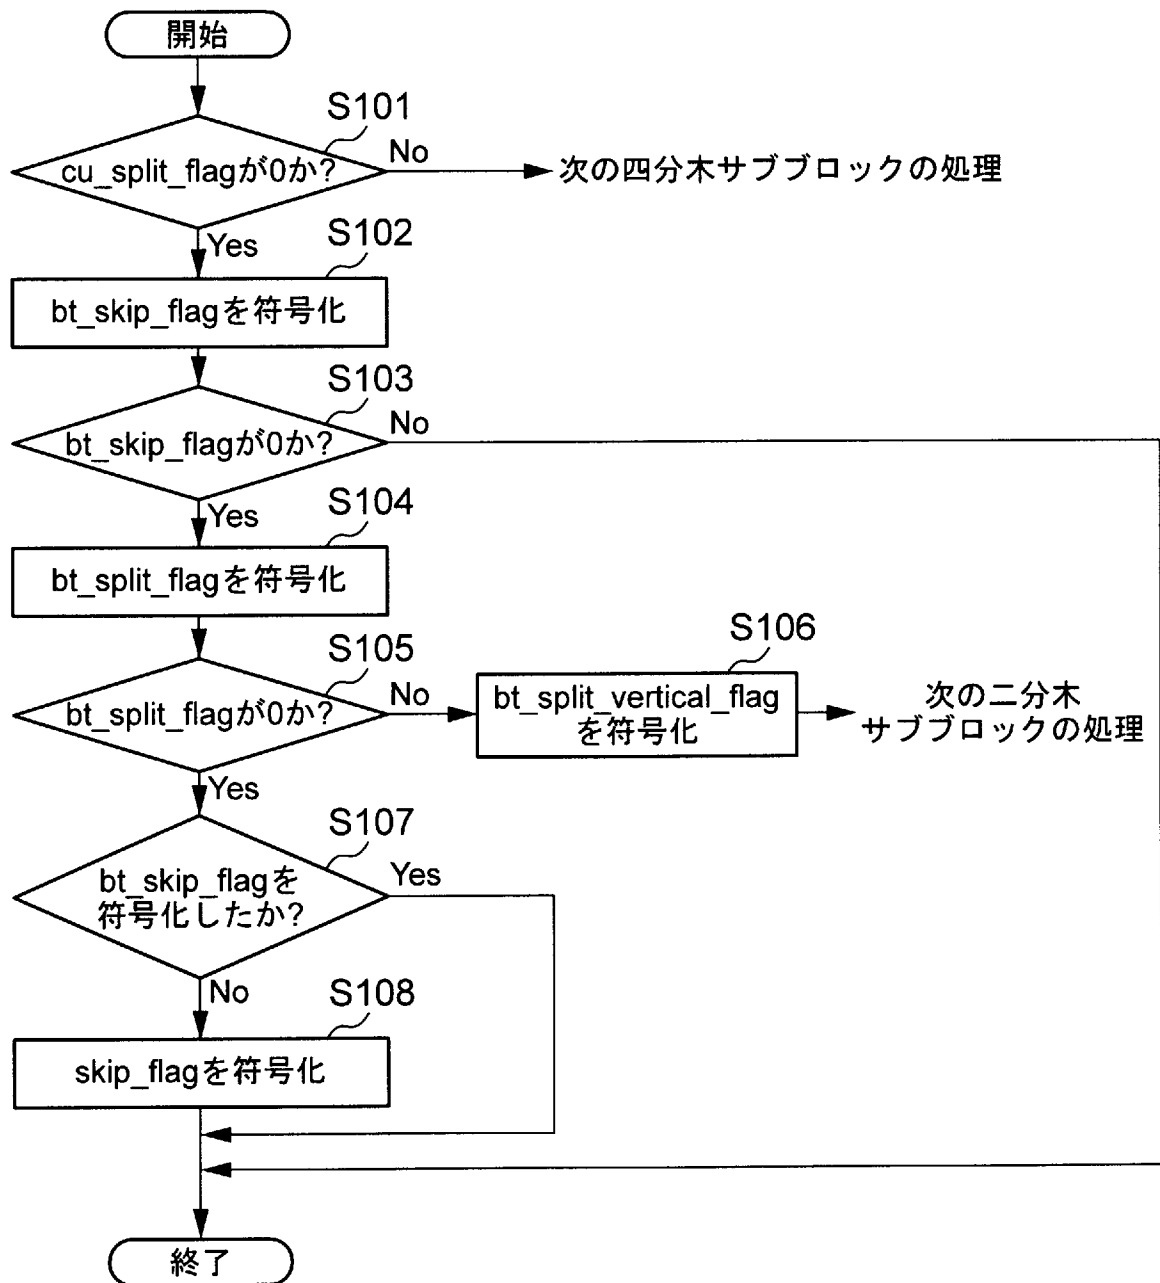 開始
S101
cu_split_flagが0か?
No
次の四分木サブブロックの処理
Yes
S102
bt_skip_flagを符号化
S103
bt_skip_flagが0か?
No
Yes
S104
bt_split_flagを符号化
S105
bt_split_flagが0か?
No
S106
bt_split_vertical_flag
を符号化
次の二分木
サブブロックの処理
Yes
S107
bt_skip_flagを
符号化したか?
Yes
No
S108
skip_flagを符号化
終了